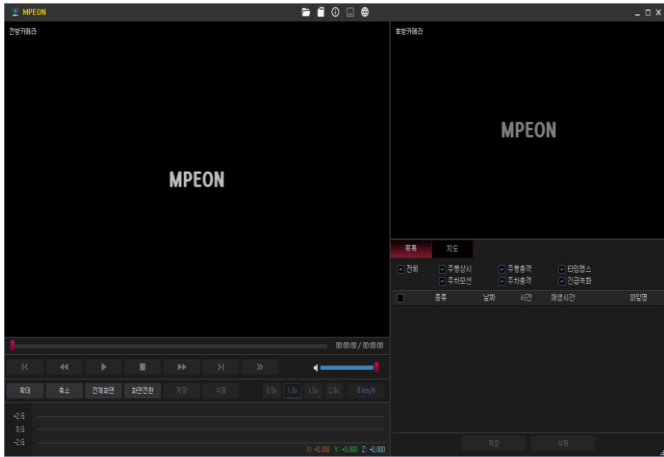 MPEON
전방카메라
후방카메라
MPEON
MPEON
목록 지도
전체 주행상시 주행충격 타임랩스
주차모션 주차충격 긴급녹화
종류 날짜 시간 재생시간 파일명
00:00:00 / 00:00:00
확대 축소 전체화면 화면전환 저장 삭제 0.5x 1.0x 1.5x 2.0x 0 km/h
+2.G
0.G
-2.G
X: +0.000 Y: +0.000 Z: +0.000
저장 삭제